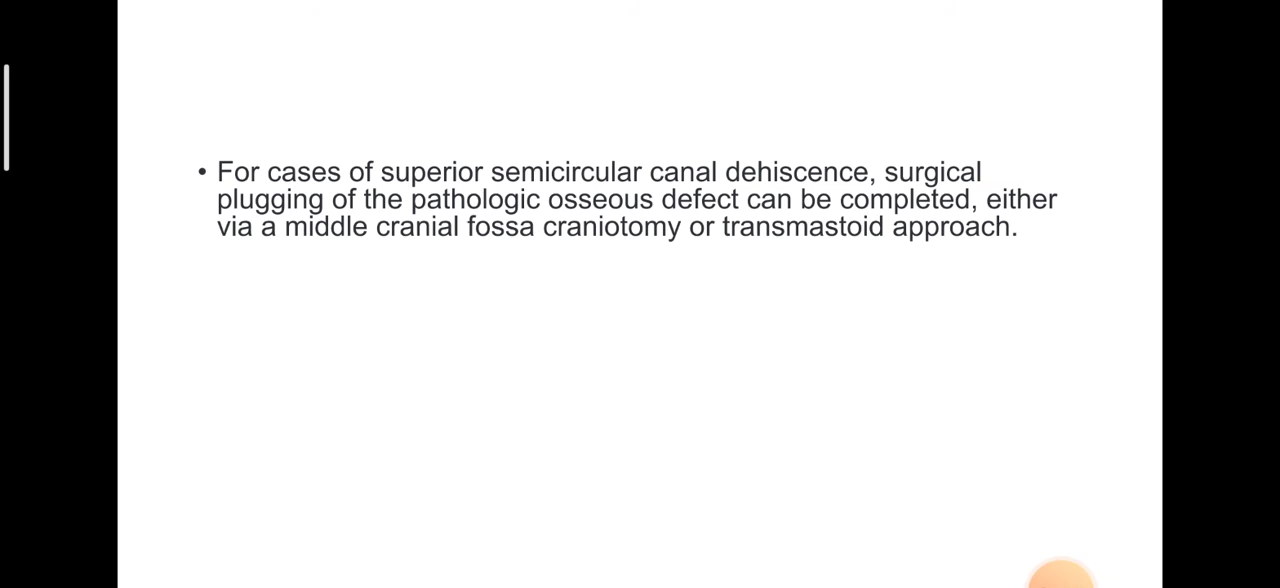 • For cases of superior semicircular canal dehiscence, surgical
plugging of the pathologic osseous defect can be completed, either
via a middle cranial fossa craniotomy or transmastoid approach.